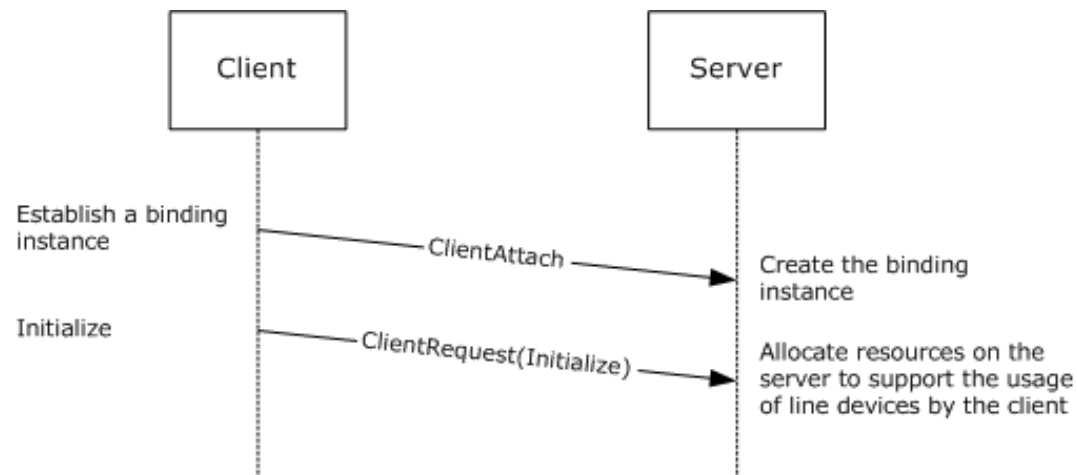 Client
Server
Establish a binding
instance
ClientAttach
Create the binding
instance
Initialize
ClientRequest(Initialize)
Allocate resources on the
server to support the usage
of line devices by the client